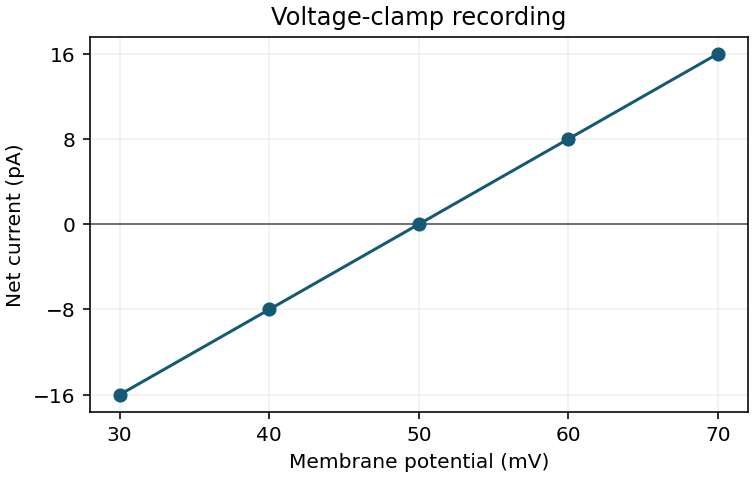 Voltage-clamp recording
Net current (pA)
16
8
0
−8
−16
30 40 50 60 70
Membrane potential (mV)